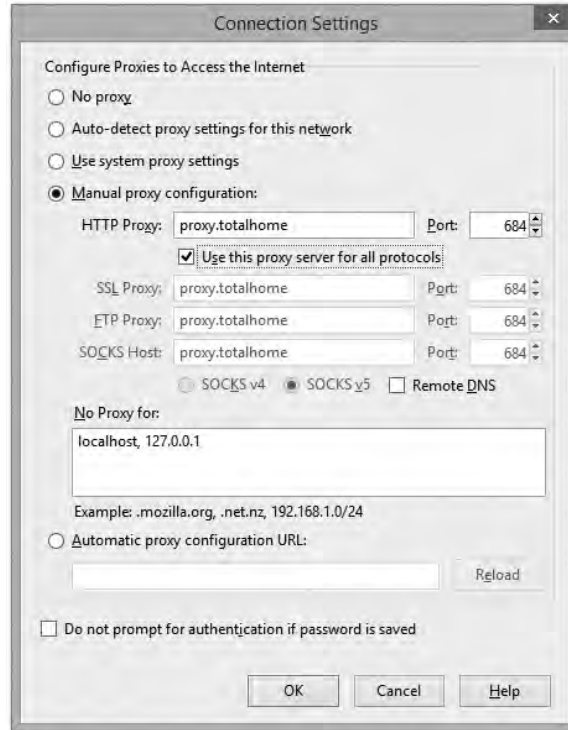 Connection Settings
Configure Proxies to Access the Internet
No proxy
Auto-detect proxy settings for this network
Use system proxy settings
Manual proxy configuration:
HTTP Proxy: proxy.totalhome Port: 684
Use this proxy server for all protocols
SSL Proxy: proxy.totalhome Port: 684
FTP Proxy: proxy.totalhome Port: 684
SOCKS Host: proxy.totalhome Port: 684
SOCKS v4 SOCKS v5 Remote DNS
No Proxy for:
localhost, 127.0.0.1
Example: .mozilla.org, .net.nz, 192.168.1.0/24
Automatic proxy configuration URL:
Reload
Do not prompt for authentication if password is saved
OK Cancel Help